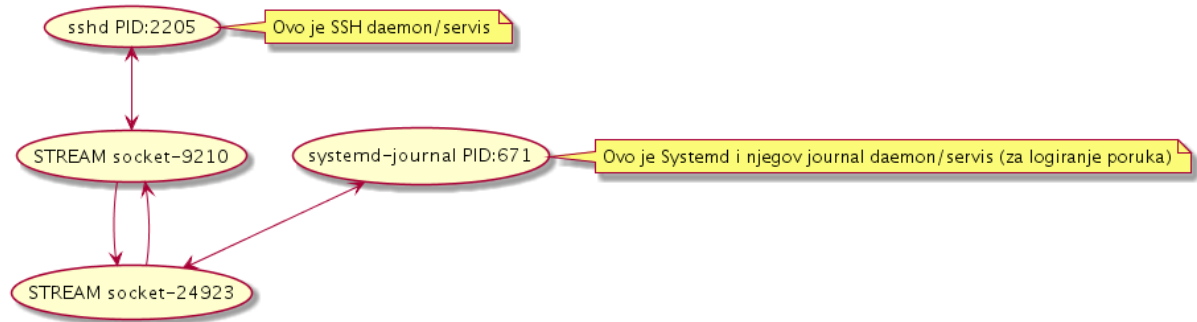 sshd PID:2205
Ovo je SSH daemon/servis
STREAM socket-9210
systemd-journal PID:671
Ovo je Systemd i njegov journal daemon/servis (za logiranje poruka)
STREAM socket-24923